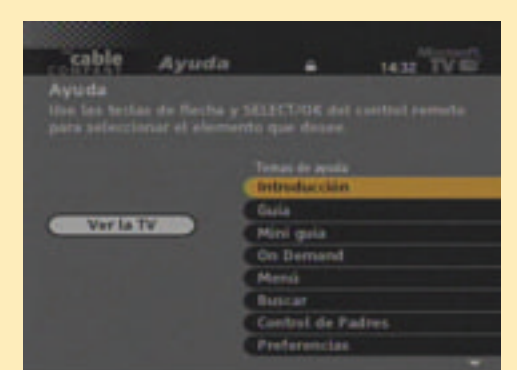 cable Ayuda 14:32 Microsoft TV
COMCAST
Ayuda
Use las teclas de flecha y SELECT/OK del control remoto
para seleccionar el elemento que desee.
Temas de ayuda
Introducción
Guía
Ver la TV
Mini guía
On Demand
Menú
Buscar
Control de Padres
Preferencias